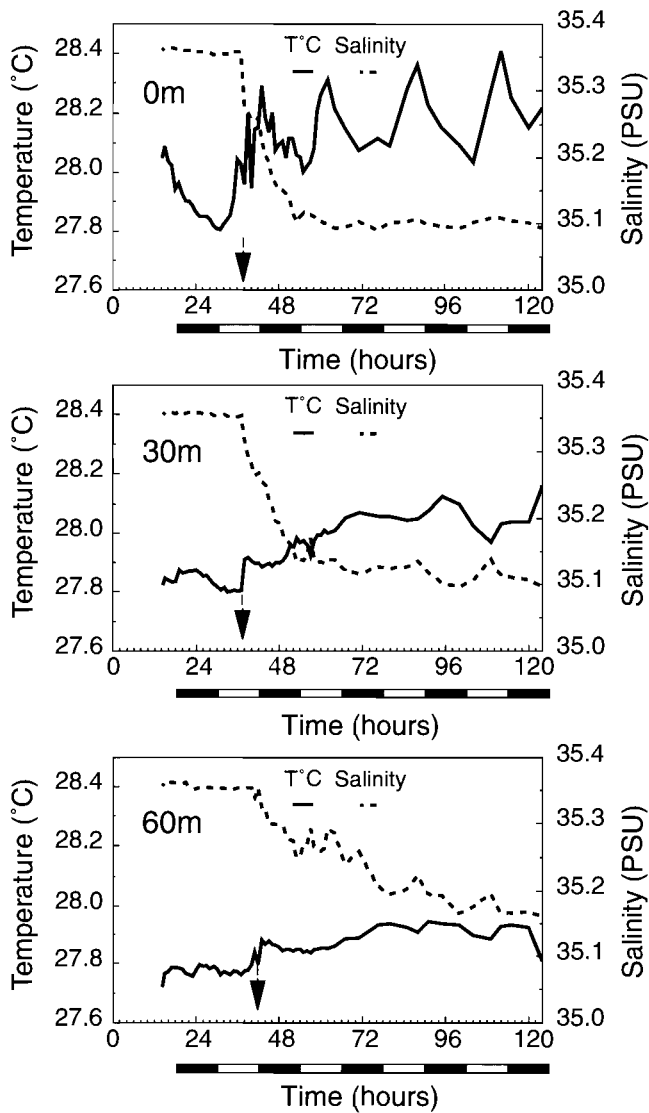 28.4
28.2
28.0
27.8
27.6
Temperature (˚C)
0m
T˚C Salinity
35.4
35.3
35.2
35.1
35.0
Salinity (PSU)
0 24 48 72 96 120
Time (hours)
28.4
28.2
28.0
27.8
27.6
Temperature (˚C)
30m
T˚C Salinity
35.4
35.3
35.2
35.1
35.0
Salinity (PSU)
0 24 48 72 96 120
Time (hours)
28.4
28.2
28.0
27.8
27.6
Temperature (˚C)
60m
T˚C Salinity
35.4
35.3
35.2
35.1
35.0
Salinity (PSU)
0 24 48 72 96 120
Time (hours)